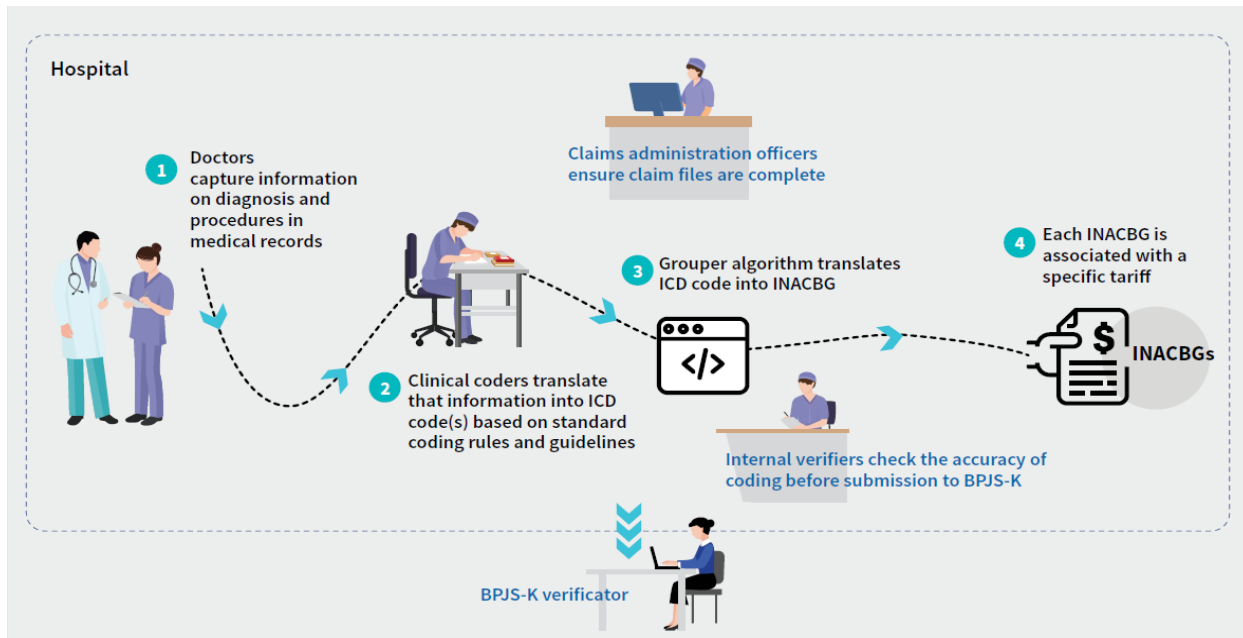 Hospital
Claims administration officers
ensure claim files are complete
1
Doctors
capture information
on diagnosis and
procedures in
medical records
2
Clinical coders translate
that information into ICD
code(s) based on standard
coding rules and guidelines
3
Grouper algorithm translates
ICD code into INACBG
</>
4
Each INACBG is
associated with a
specific tariff
$
INACBGs
Internal verifiers check the accuracy of
coding before submission to BPJS-K
BPJS-K verificator